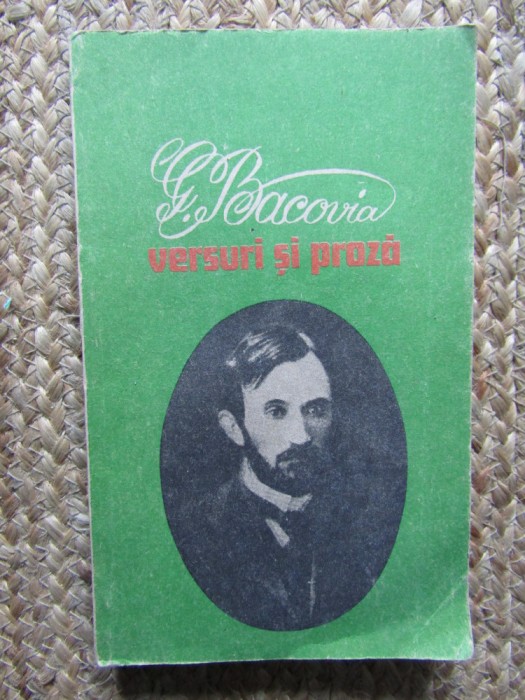 G. Bacovia
versuri și proză